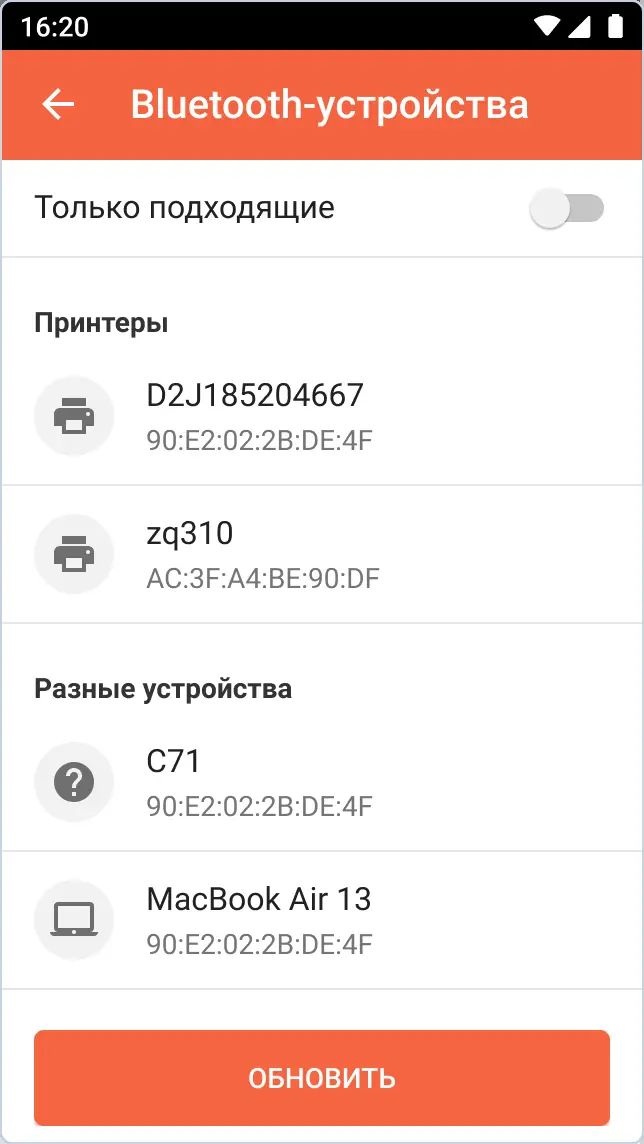 16:20
Bluetooth-устройства
Только подходящие
Принтеры
D2J185204667
90:E2:02:2B:DE:4F
zq310
AC:3F:A4:BE:90:DF
Разные устройства
C71
90:E2:02:2B:DE:4F
MacBook Air 13
90:E2:02:2B:DE:4F
ОБНОВИТЬ